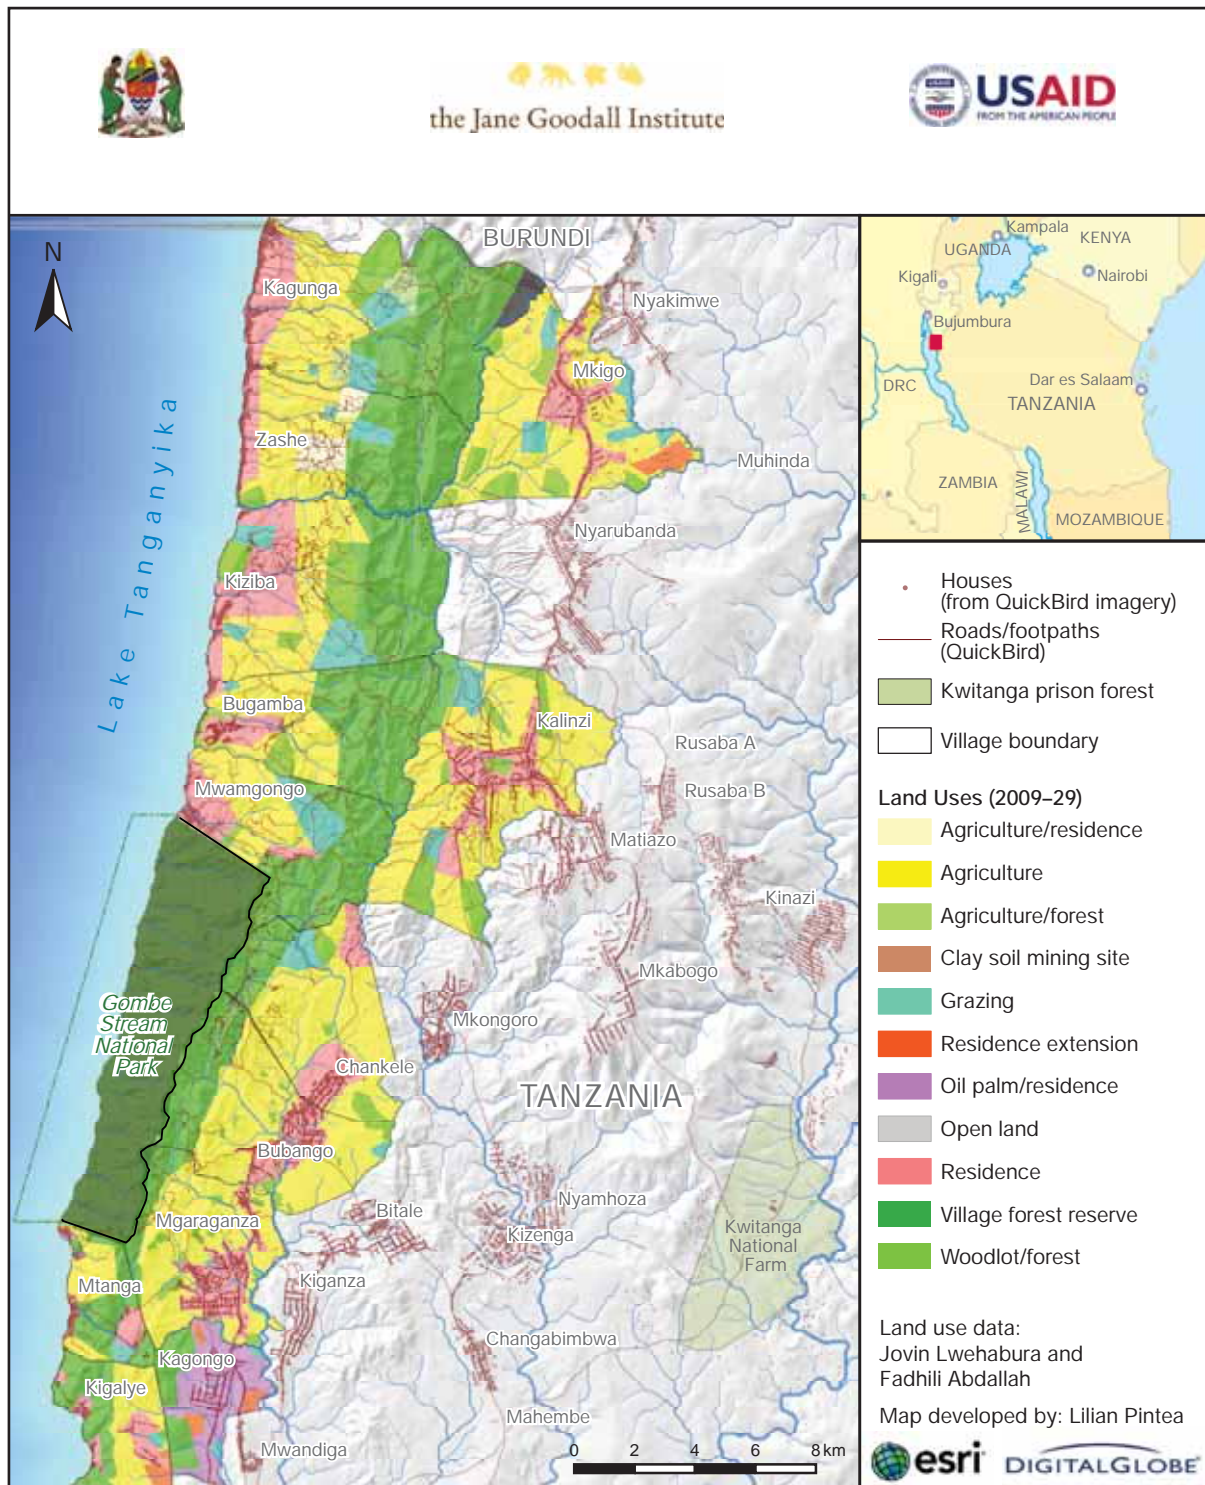 the Jane Goodall Institute
USAID
FROM THE AMERICAN PEOPLE
N
BURUNDI
Kagunga
Nyakimwe
Mkigo
Zashe
Muhinda
Nyarubanda
Kiziba
Lake Tanganyika
Bugamba
Kalinzi
Rusaba A
Mwamgongo
Rusaba B
Matiazo
Kinazi
Mkabogo
Gombe
Stream
National
Park
Mkongoro
Chankele
TANZANIA
Bubango
Nyamhoza
Bitale
Mgaraganza
Kizenga
Kwitanga
National
Farm
Mtanga
Kiganza
Changabimbwa
Kagongo
Kigalye
Mahembe
Mwandiga
0 2 4 6 8 km
Kampala
UGANDA
KENYA
Kigali
Nairobi
Bujumbura
DRC
Dar es Salaam
TANZANIA
ZAMBIA
MALAWI
MOZAMBIQUE
Houses
(from QuickBird imagery)
Roads/footpaths
(QuickBird)
Kwitanga prison forest
Village boundary
Land Uses (2009–29)
Agriculture/residence
Agriculture
Agriculture/forest
Clay soil mining site
Grazing
Residence extension
Oil palm/residence
Open land
Residence
Village forest reserve
Woodlot/forest
Land use data:
Jovin Lwehabura and
Fadhili Abdallah
Map developed by: Lilian Pintea
esri
DIGITALGLOBE